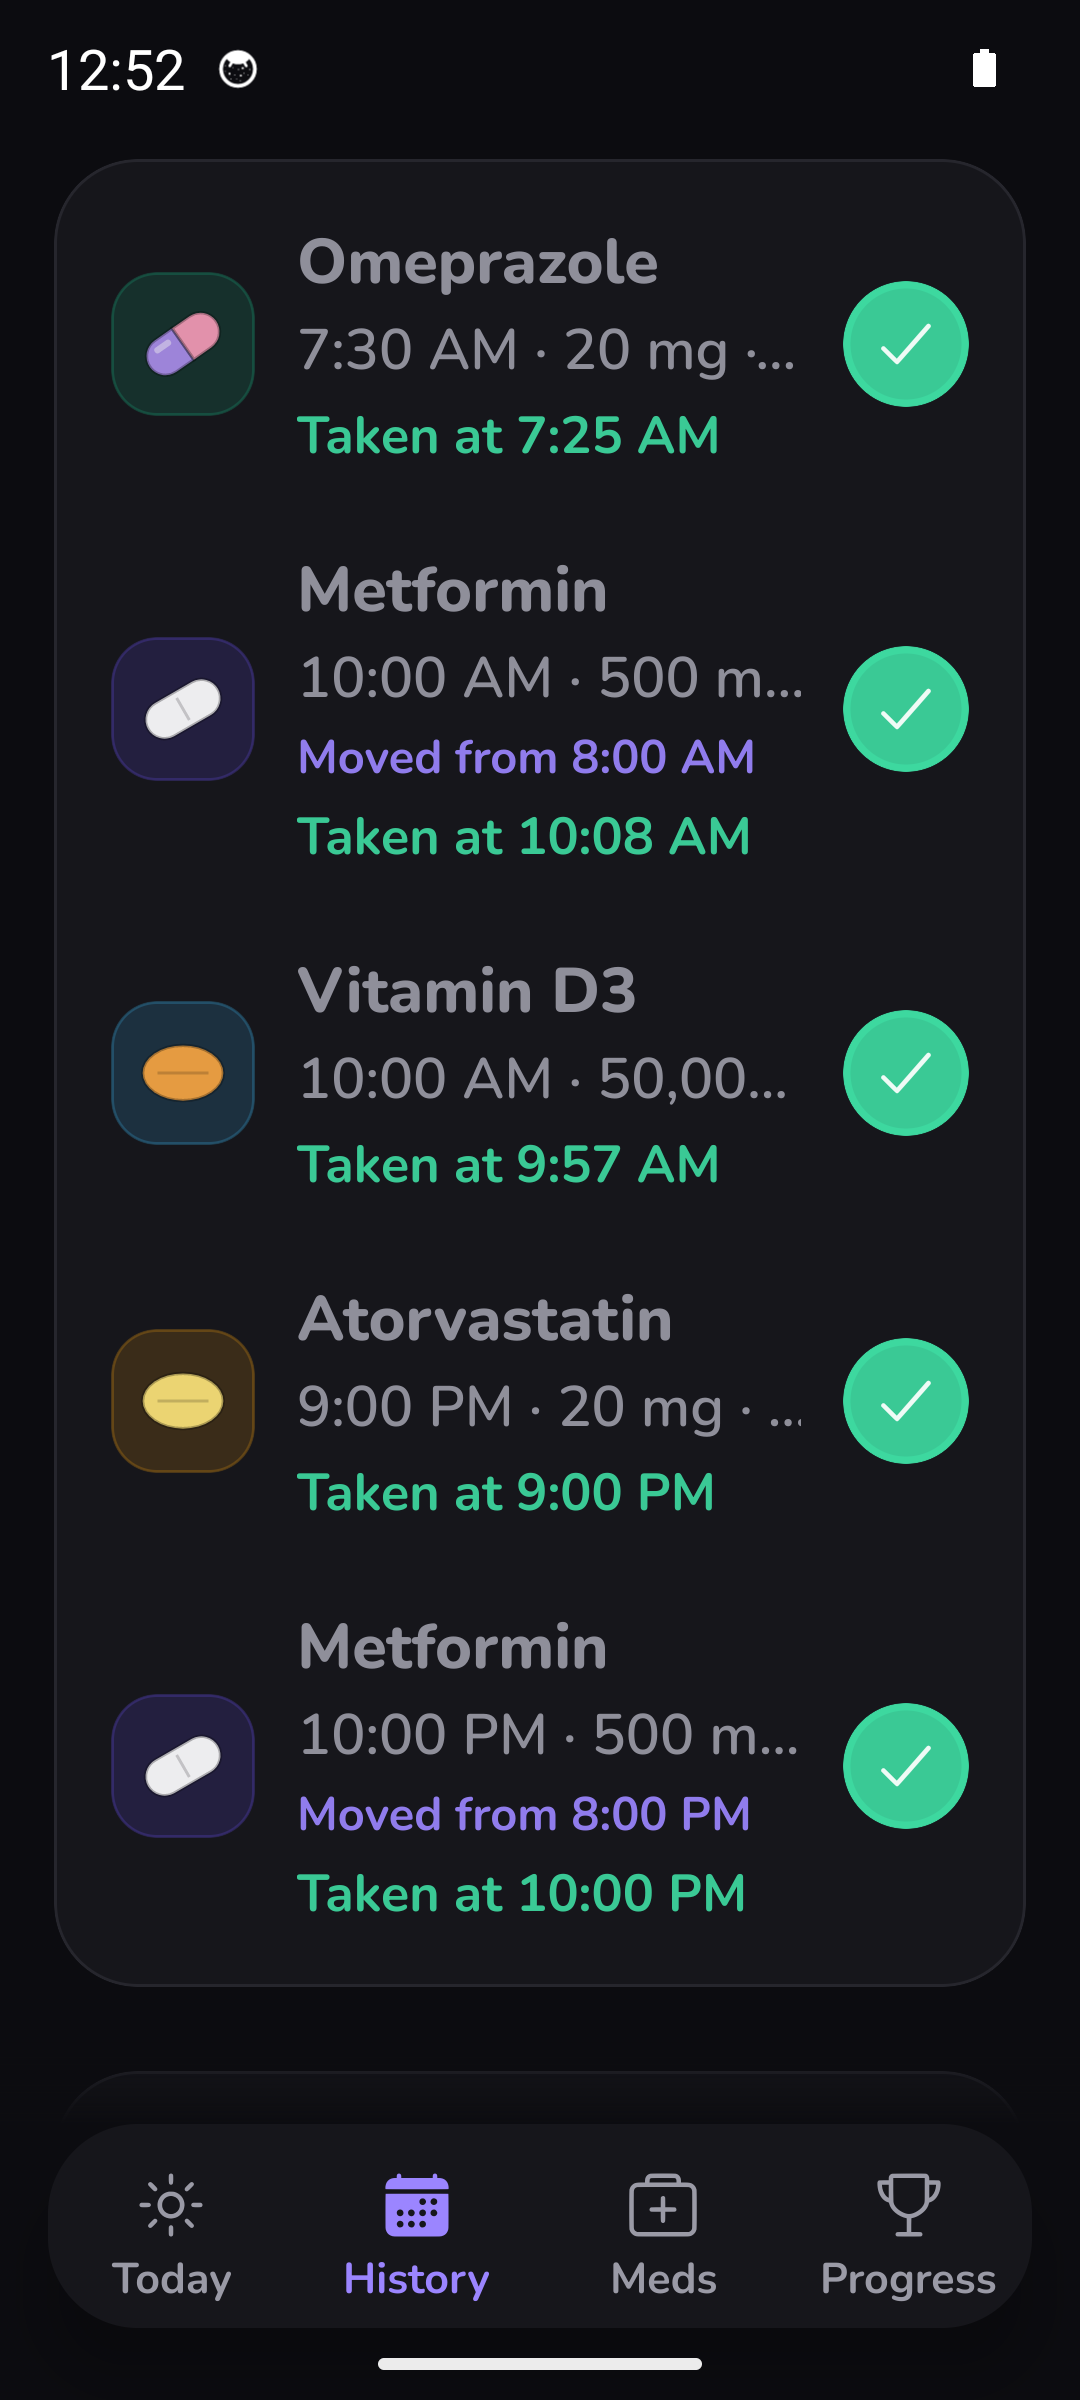 12:52
Omeprazole
7:30 AM · 20 mg ·...
Taken at 7:25 AM
Metformin
10:00 AM · 500 m...
Moved from 8:00 AM
Taken at 10:08 AM
Vitamin D3
10:00 AM · 50,00...
Taken at 9:57 AM
Atorvastatin
9:00 PM · 20 mg · ...
Taken at 9:00 PM
Metformin
10:00 PM · 500 m...
Moved from 8:00 PM
Taken at 10:00 PM
Today History Meds Progress